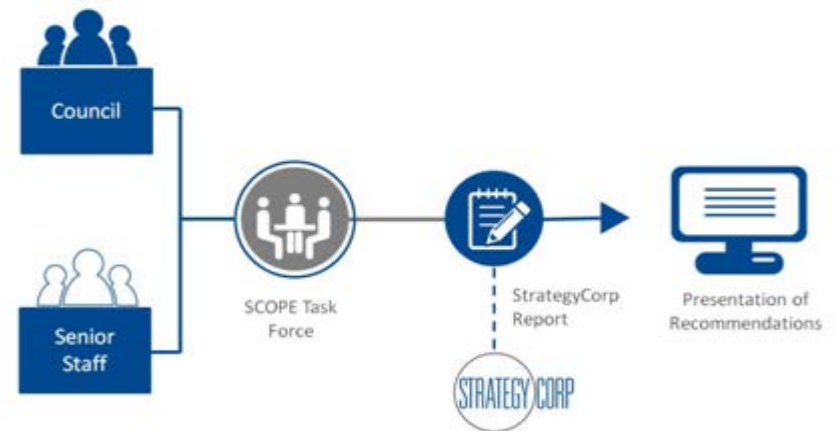 Council
Senior
Staff
SCOPE Task
Force
StrategyCorp
Report
STRATEGY CORP
Presentation of
Recommendations